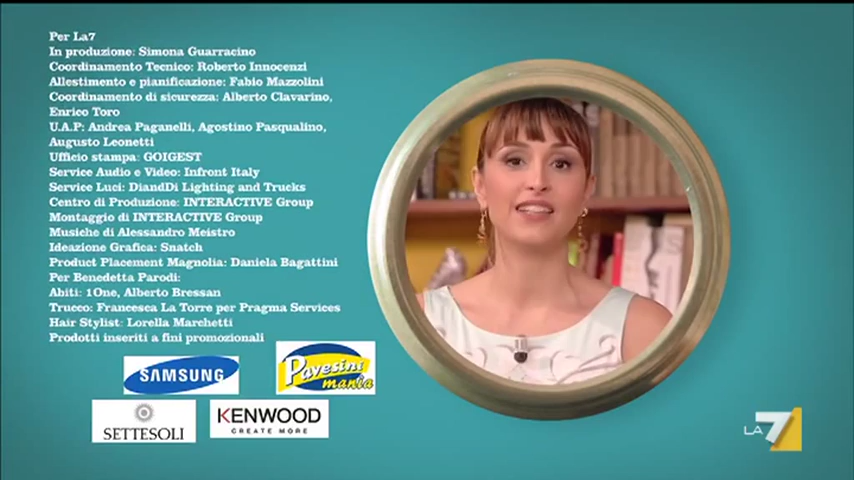 Per La7
In produzione: Simona Guarracino
Coordinamento Tecnico: Roberto Innocenzi
Allestimento e pianificazione: Fabio Mazzolini
Coordinamento di sicurezza: Alberto Clavarino,
Enrico Toro
U.A.P: Andrea Paganelli, Agostino Pasqualino,
Augusto Leonetti
Ufficio stampa: GOIGEST
Service Audio e Video: Infront Italy
Service Luci: DiandDi Lighting and Trucks
Centro di Produzione: INTERACTIVE Group
Montaggio di INTERACTIVE Group
Musiche di Alessandro Meistro
Ideazione Grafica: Snatch
Product Placement Magnolia: Daniela Bagattini
Per Benedetta Parodi:
Abiti: 1One, Alberto Bressan
Trucco: Francesca La Torre per Pragma Services
Hair Stylist: Lorella Marchetti
Prodotti inseriti a fini promozionali
SAMSUNG
Pavesini
mania
SETTESOLI
KENWOOD
CREATE MORE
LA7